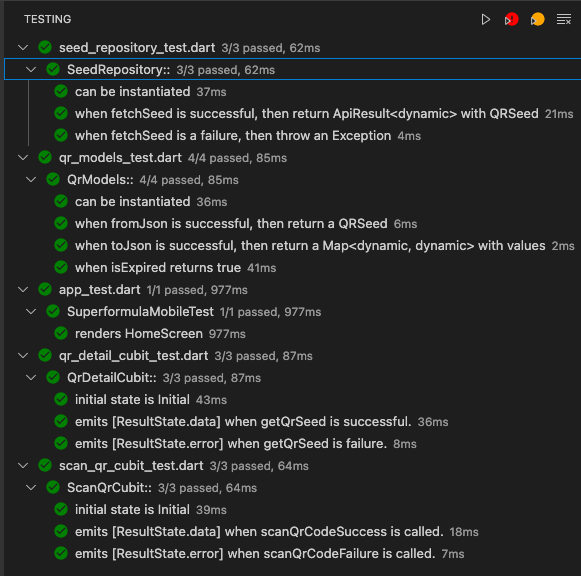 TESTING
seed_repository_test.dart 3/3 passed, 62ms
SeedRepository:: 3/3 passed, 62ms
can be instantiated 37ms
when fetchSeed is successful, then return ApiResult<dynamic> with QRSeed 21ms
when fetchSeed is a failure, then throw an Exception 4ms
qr_models_test.dart 4/4 passed, 85ms
QrModels:: 4/4 passed, 85ms
can be instantiated 36ms
when fromJson is successful, then return a QRSeed 6ms
when toJson is successful, then return a Map<dynamic, dynamic> with values 2ms
when isExpired returns true 41ms
app_test.dart 1/1 passed, 977ms
SuperformulaMobileTest 1/1 passed, 977ms
renders HomeScreen 977ms
qr_detail_cubit_test.dart 3/3 passed, 87ms
QrDetailCubit:: 3/3 passed, 87ms
initial state is Initial 43ms
emits [ResultState.data] when getQrSeed is successful. 36ms
emits [ResultState.error] when getQrSeed is failure. 8ms
scan_qr_cubit_test.dart 3/3 passed, 64ms
ScanQrCubit:: 3/3 passed, 64ms
initial state is Initial 39ms
emits [ResultState.data] when scanQrCodeSuccess is called. 18ms
emits [ResultState.error] when scanQrCodeFailure is called. 7ms